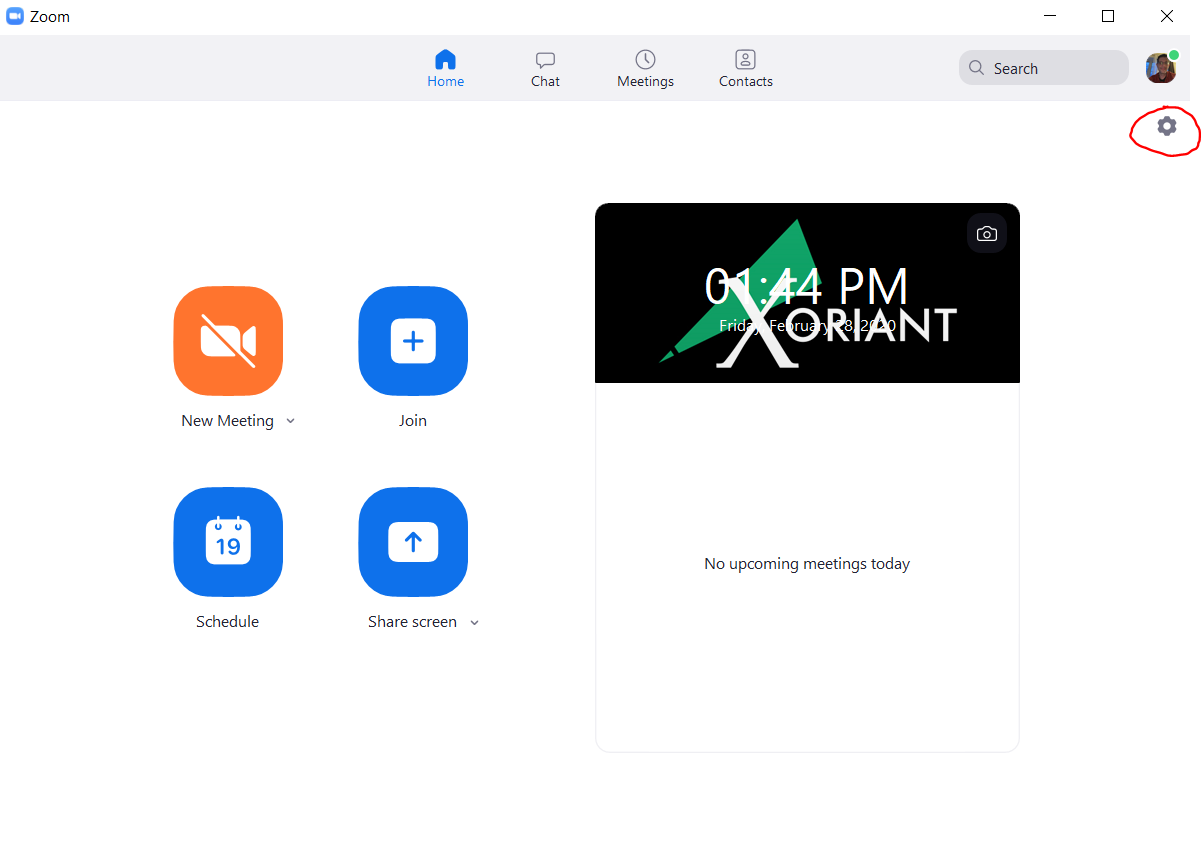 Zoom
Home
Chat
Meetings
Contacts
Search
01:44 PM
Friday, February 28, 2020
XORIANT
New Meeting
Join
19
Schedule
Share screen
No upcoming meetings today